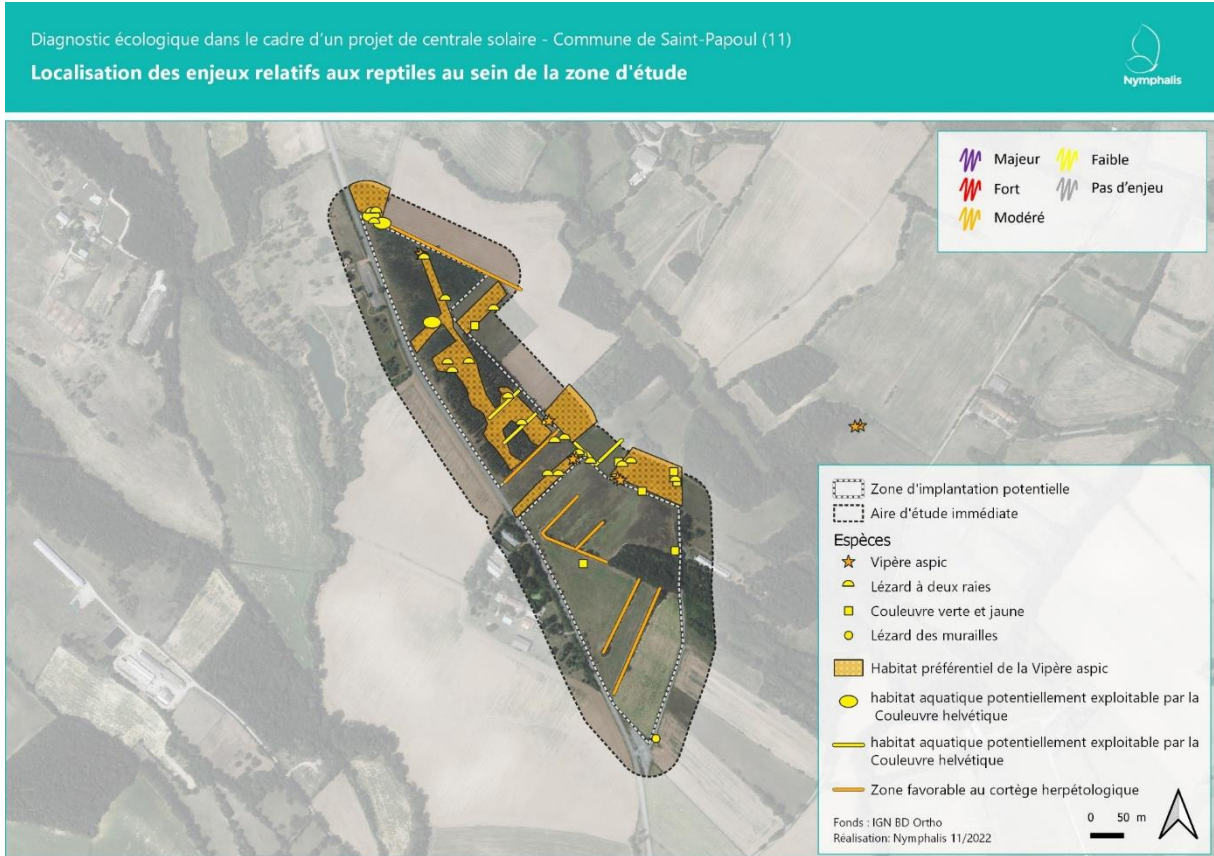 Diagnostic écologique dans le cadre d'un projet de centrale solaire - Commune de Saint-Papoul (11)
Localisation des enjeux relatifs aux reptiles au sein de la zone d'étude
Nymphalis
Majeur
Faible
Fort
Pas d'enjeu
Modéré
Zone d'implantation potentielle
Aire d'étude immédiate
Espèces
Vipère aspic
Lézard à deux raies
Couleuvre verte et jaune
Lézard des murailles
Habitat préférentiel de la Vipère aspic
habitat aquatique potentiellement exploitable par la
Couleuvre helvétique
habitat aquatique potentiellement exploitable par la
Couleuvre helvétique
Zone favorable au cortège herpétologique
Fonds : IGN BD Ortho
Réalisation: Nymphalis 11/2022
0 50 m